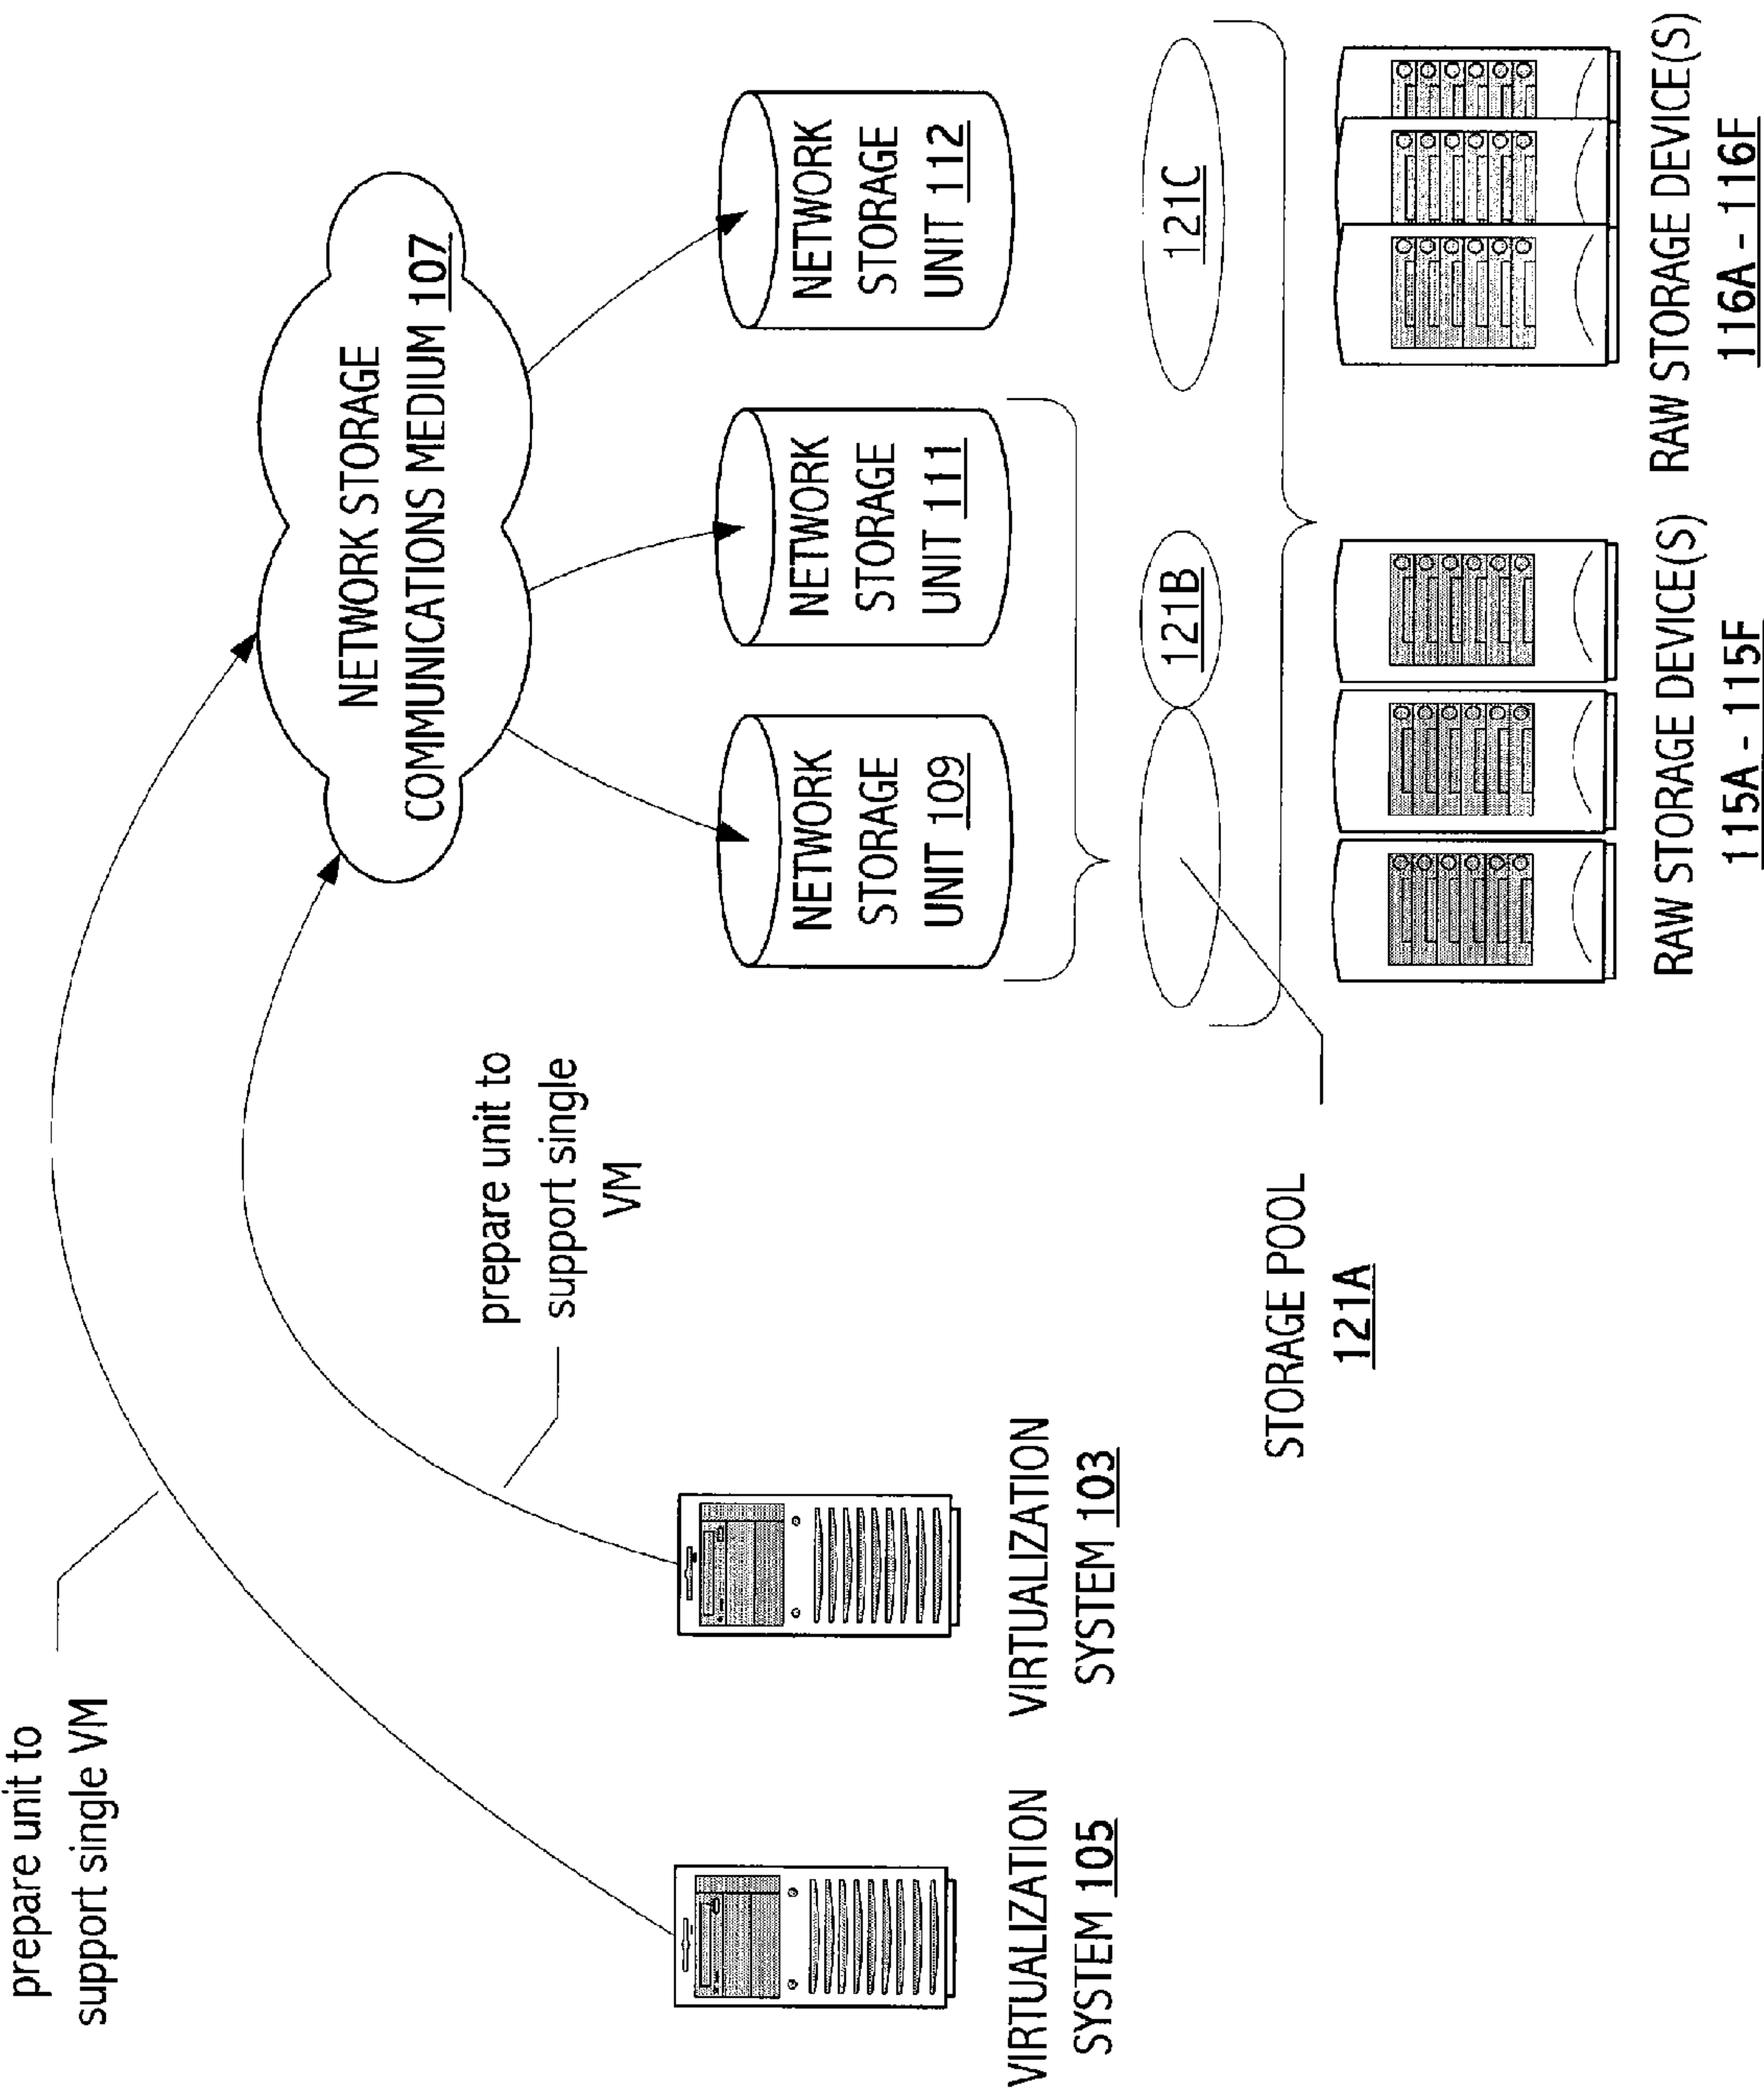 prepare unit to
support single VM
prepare unit to
support single
VM
NETWORK STORAGE
COMMUNICATIONS MEDIUM 107
VIRTUALIZATION
SYSTEM 105
VIRTUALIZATION
SYSTEM 103
NETWORK
STORAGE
UNIT 109
NETWORK
STORAGE
UNIT 111
NETWORK
STORAGE
UNIT 112
121B
121C
STORAGE POOL
121A
RAW STORAGE DEVICE(S)
115A - 115F
RAW STORAGE DEVICE(S)
116A - 116F